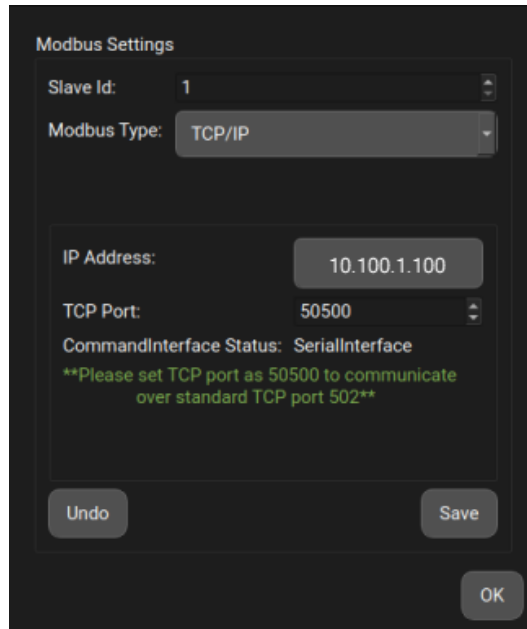 Modbus Settings
Slave Id: 1
Modbus Type: TCP/IP
IP Address: 10.100.1.100
TCP Port: 50500
CommandInterface Status: SerialInterface
**Please set TCP port as 50500 to communicate
over standard TCP port 502**
Undo Save
OK